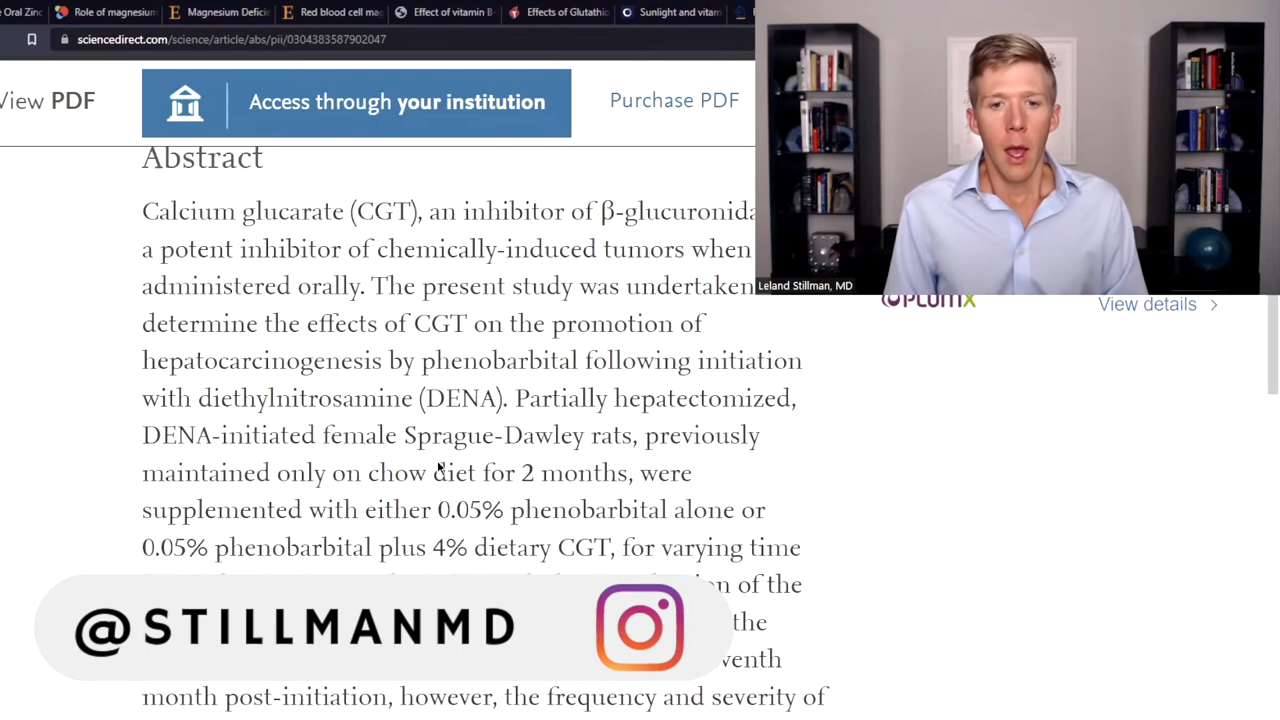 e Oral Zinc
Role of magnesium
Magnesium Defici
Red blood cell mag
Effect of vitamin B
Effects of Glutathio
Sunlight and vitam
sciencedirect.com/science/article/abs/pii/0304383587902047
View PDF
Access through your institution
Purchase PDF
Abstract
Calcium glucarate (CGT), an inhibitor of β-glucuronida
a potent inhibitor of chemically-induced tumors when
administered orally. The present study was undertaken
determine the effects of CGT on the promotion of
hepatocarcinogenesis by phenobarbital following initiation
with diethylnitrosamine (DENA). Partially hepatectomized,
DENA-initiated female Sprague-Dawley rats, previously
maintained only on chow diet for 2 months, were
supplemented with either 0.05% phenobarbital alone or
0.05% phenobarbital plus 4% dietary CGT, for varying time
on of the
the
venth
month post-initiation, however, the frequency and severity of
Leland Stillman, MD
PLUMX
View details
@STILLMANMD